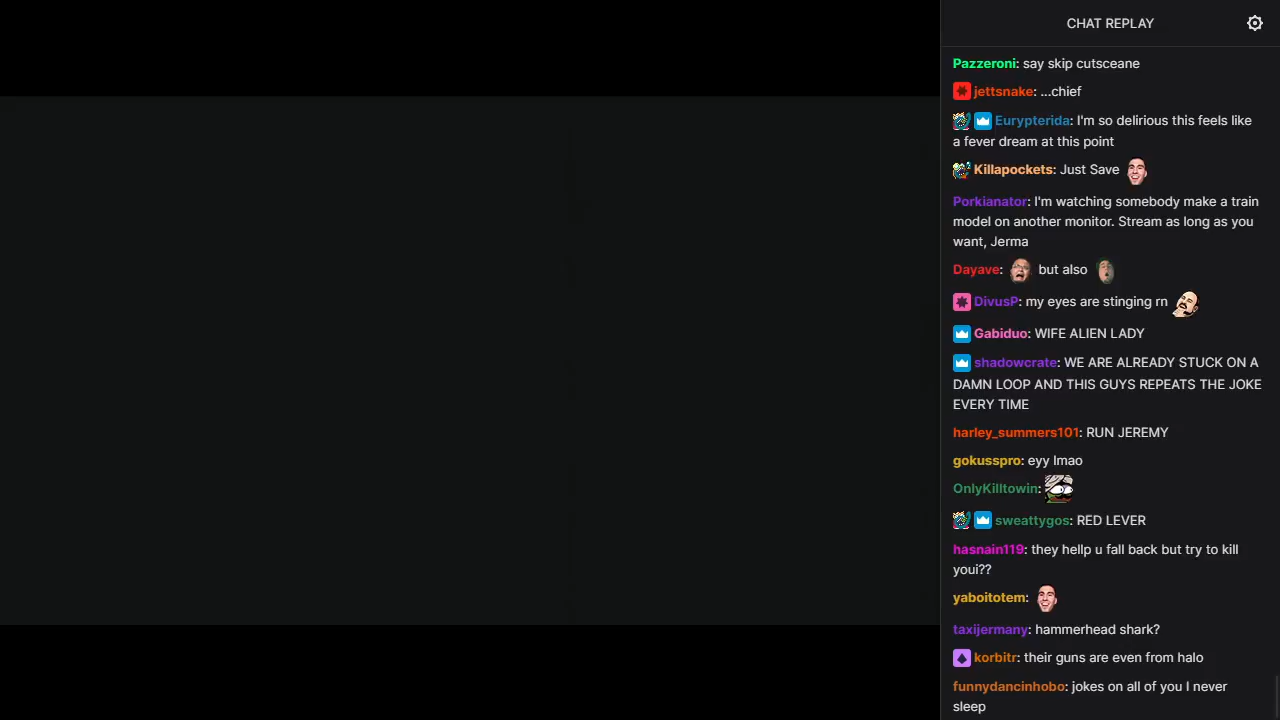 CHAT REPLAY
Pazzeroni: say skip cutsceane
jettsnake: ...chief
Eurypterida: I'm so delirious this feels like
a fever dream at this point
Killapockets: Just Save
Porkianator: I'm watching somebody make a train
model on another monitor. Stream as long as you
want, Jerma
Dayave: but also
DivusP: my eyes are stinging rn
Gabiduo: WIFE ALIEN LADY
shadowcrate: WE ARE ALREADY STUCK ON A
DAMN LOOP AND THIS GUYS REPEATS THE JOKE
EVERY TIME
harley_summers101: RUN JEREMY
gokusspro: eyy lmao
OnlyKilltowin:
sweattygos: RED LEVER
hasnain119: they hellp u fall back but try to kill
youi??
yaboitotem:
taxijermany: hammerhead shark?
korbitr: their guns are even from halo
funnydancinhobo: jokes on all of you I never
sleep